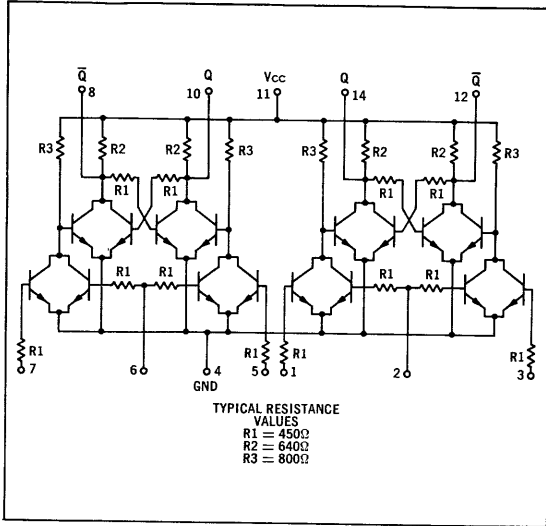 Q̅ Q VCC Q Q̅
8 10 11 14 12
R3 R2 R2 R3 R3 R2 R2 R3
R1 R1 R1 R1
R1 R1 R1 R1
R1 R1 R1 R1
7 6 4 5 1 2 3
GND
TYPICAL RESISTANCE
VALUES
R1 = 450Ω
R2 = 640Ω
R3 = 800Ω